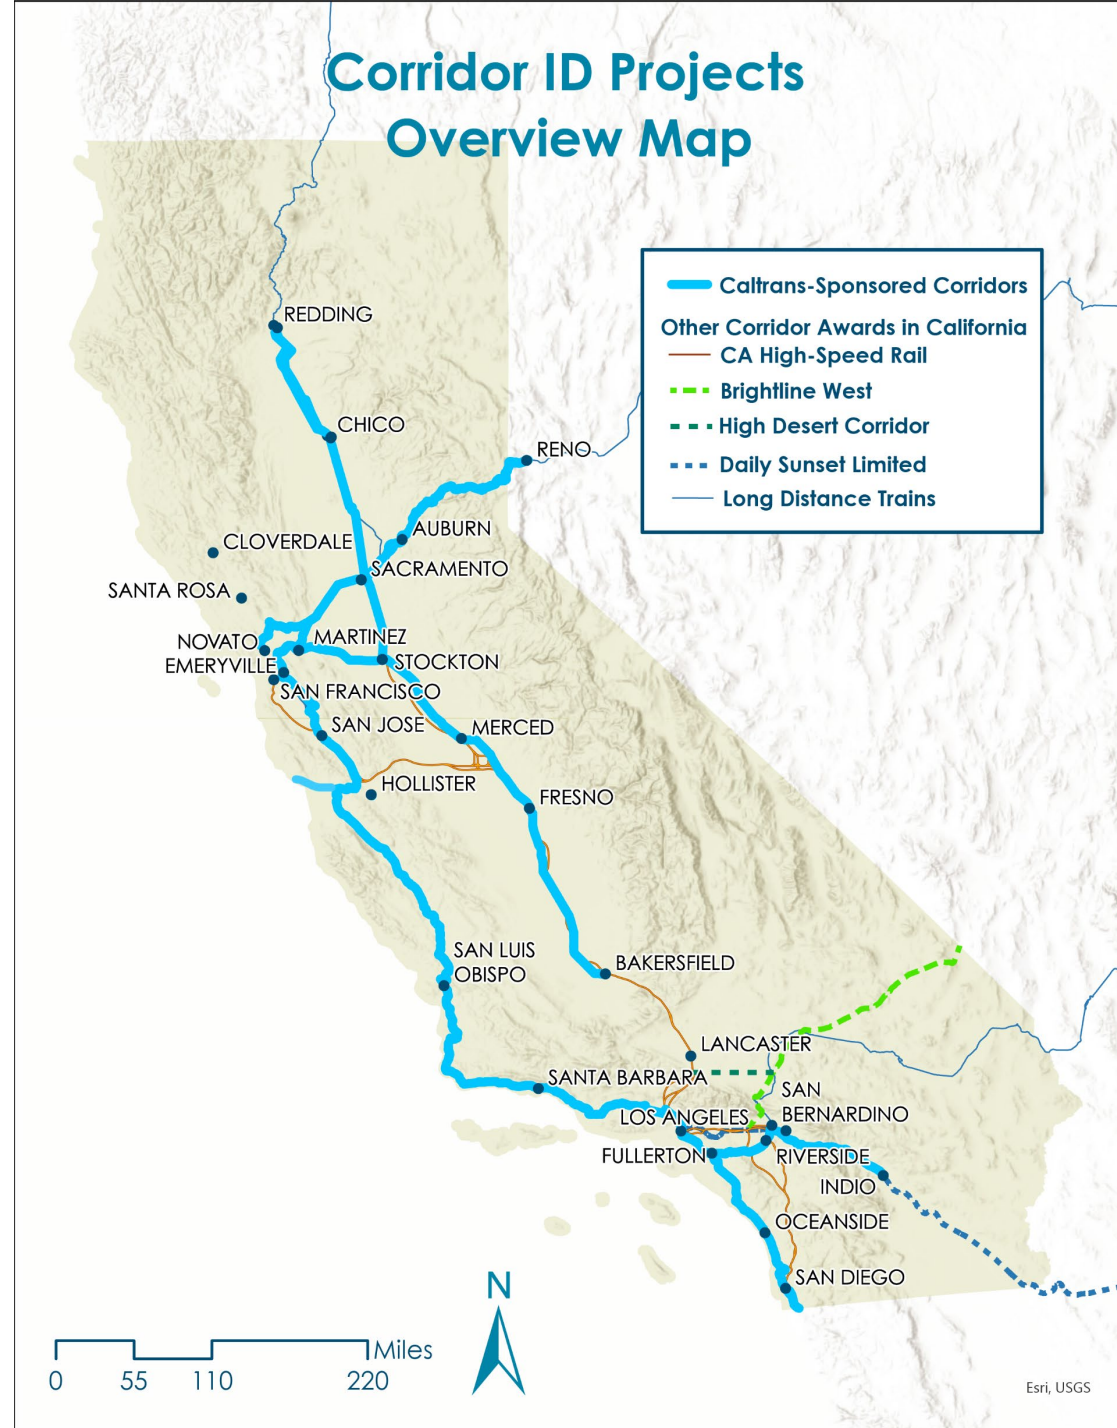 Corridor ID Projects
Overview Map
Caltrans-Sponsored Corridors
Other Corridor Awards in California
CA High-Speed Rail
Brightline West
High Desert Corridor
Daily Sunset Limited
Long Distance Trains
REDDING
CHICO
RENO
AUBURN
CLOVERDALE
SACRAMENTO
SANTA ROSA
NOVATO
MARTINEZ
EMERYVILLE
STOCKTON
SAN FRANCISCO
SAN JOSE
MERCED
HOLLISTER
FRESNO
SAN LUIS
OBISPO
BAKERSFIELD
LANCASTER
SANTA BARBARA
SAN
BERNARDINO
LOS ANGELES
FULLERTON
RIVERSIDE
INDIO
OCEANSIDE
SAN DIEGO
N
Miles
0 55 110 220
Esri, USGS